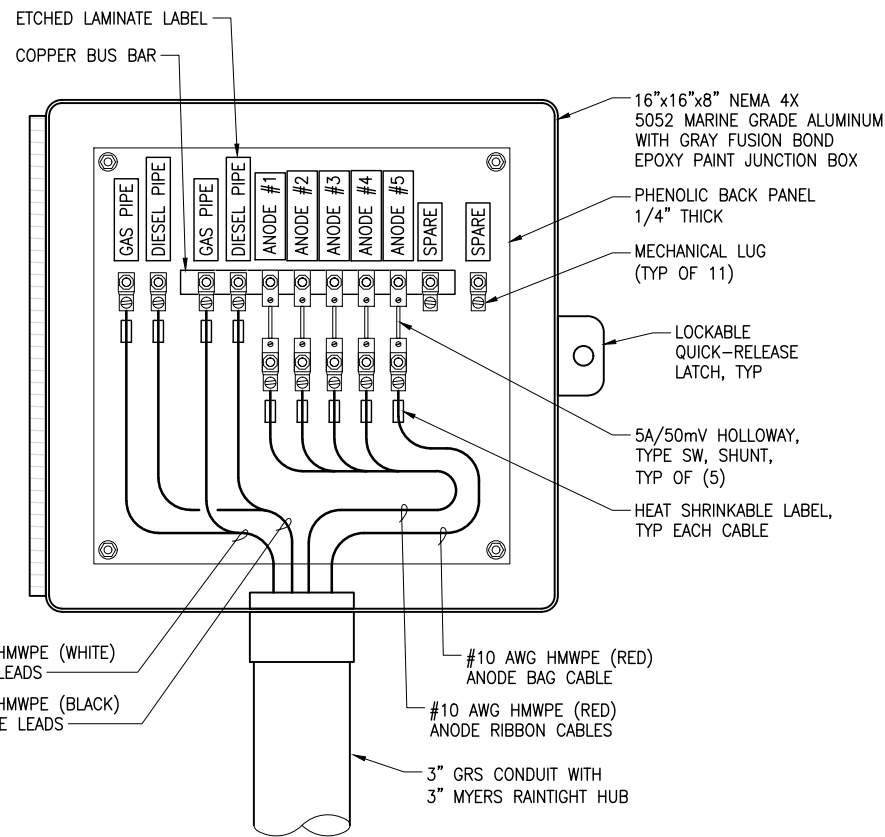 ETCHED LAMINATE LABEL
COPPER BUS BAR
16"x16"x8" NEMA 4X
5052 MARINE GRADE ALUMINUM
WITH GRAY FUSION BOND
EPOXY PAINT JUNCTION BOX
PHENOLIC BACK PANEL
1/4" THICK
MECHANICAL LUG
(TYP OF 11)
LOCKABLE
QUICK-RELEASE
LATCH, TYP
5A/50mV HOLLOWAY,
TYPE SW, SHUNT,
TYP OF (5)
HEAT SHRINKABLE LABEL,
TYP EACH CABLE
GAS PIPE
DIESEL PIPE
GAS PIPE
DIESEL PIPE
ANODE #1
ANODE #2
ANODE #3
ANODE #4
ANODE #5
SPARE
SPARE
HMWPE (WHITE)
LEADS
HMWPE (BLACK)
E LEADS
#10 AWG HMWPE (RED)
ANODE BAG CABLE
#10 AWG HMWPE (RED)
ANODE RIBBON CABLES
3" GRS CONDUIT WITH
3" MYERS RAINTIGHT HUB